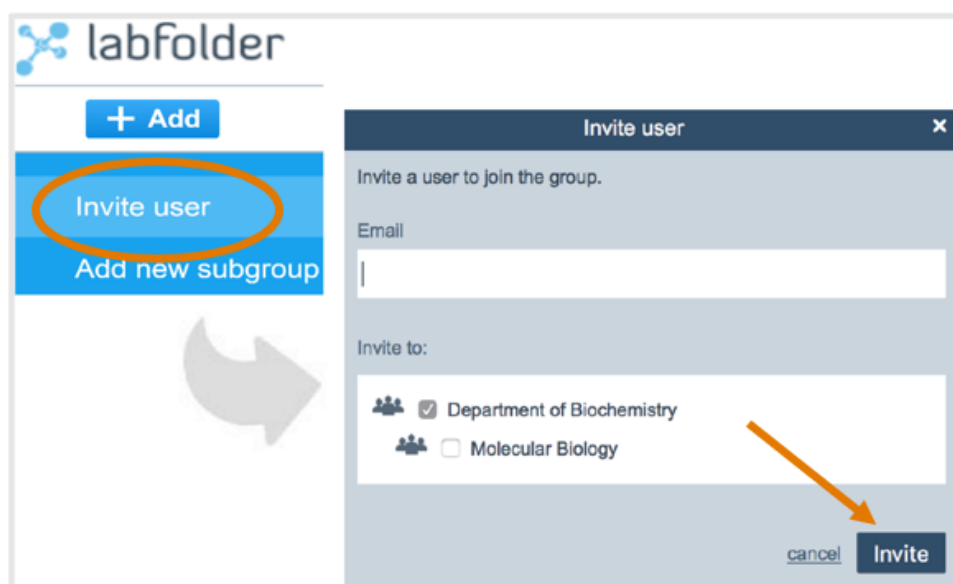 labfolder
+ Add
Invite user
Add new subgroup
Invite user ×
Invite a user to join the group.
Email
Invite to:
Department of Biochemistry
Molecular Biology
cancel Invite